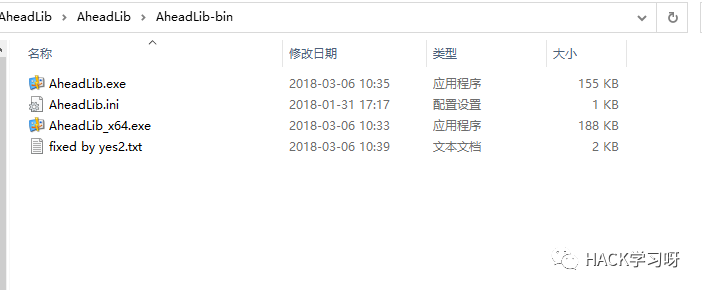 AheadLib › AheadLib › AheadLib-bin
名称 修改日期 类型 大小
AheadLib.exe 2018-03-06 10:35 应用程序 155 KB
AheadLib.ini 2018-01-31 17:17 配置设置 1 KB
AheadLib_x64.exe 2018-03-06 10:33 应用程序 188 KB
fixed by yes2.txt 2018-03-06 10:39 文本文档 2 KB
HACK学习呀